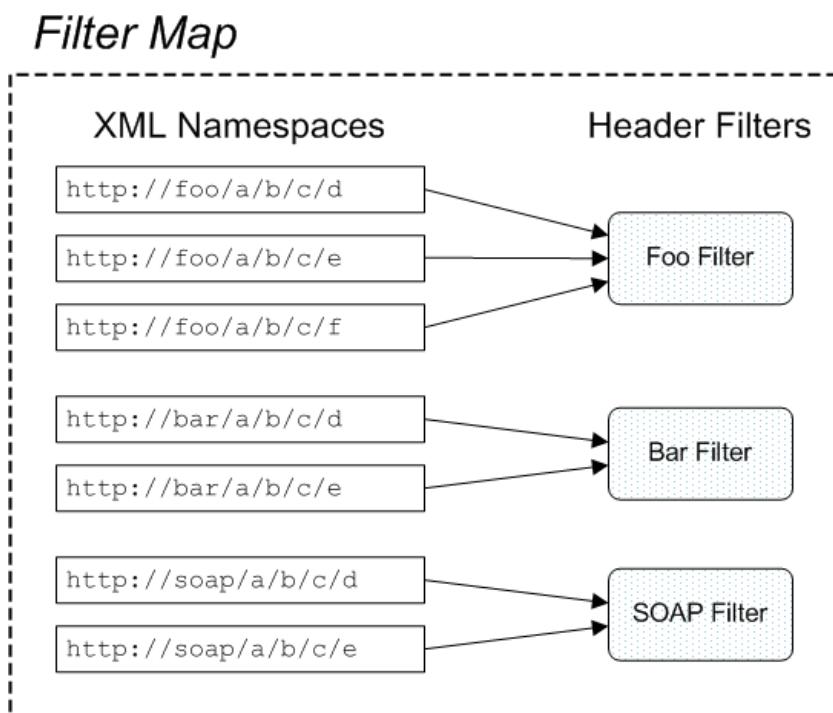 Filter Map
XML Namespaces
Header Filters
http://foo/a/b/c/d
http://foo/a/b/c/e
http://foo/a/b/c/f
Foo Filter
http://bar/a/b/c/d
http://bar/a/b/c/e
Bar Filter
http://soap/a/b/c/d
http://soap/a/b/c/e
SOAP Filter